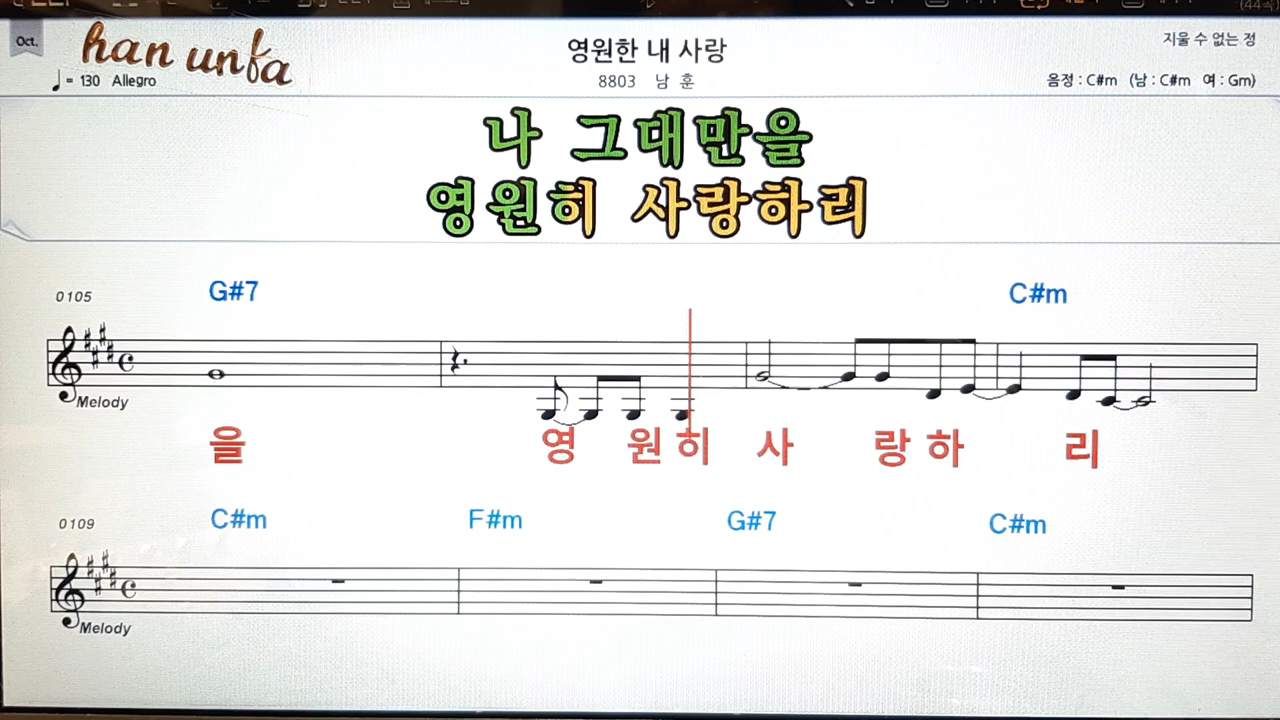 Oct.
han unfa
♩= 130 Allegro
영원한 내 사랑
8803 남 훈
지울 수 없는 정
음정 : C#m (남 : C#m 여 : Gm)
나 그대만을
영원히 사랑하리
0105
G#7 C#m
Melody
을 영 원 히 사 랑 하 리
0109
C#m F#m G#7 C#m
Melody